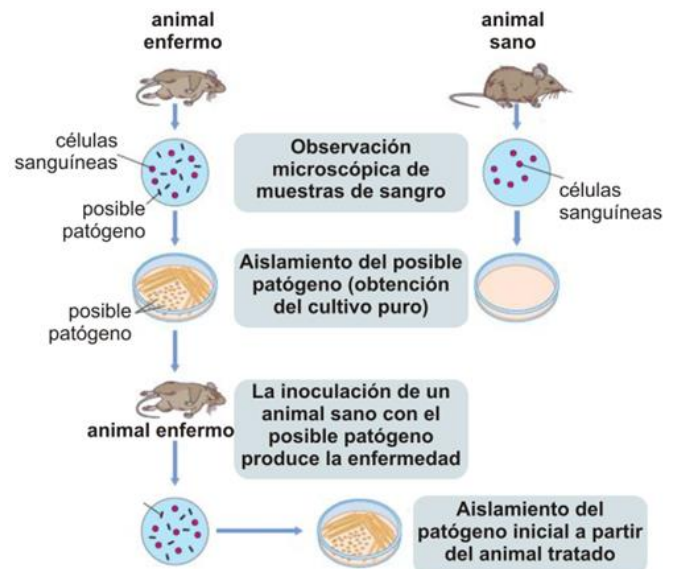 animal
enfermo
animal
sano
células
sanguíneas
posible
patógeno
Observación
microscópica de
muestras de sangro
células
sanguíneas
posible
patógeno
Aislamiento del posible
patógeno (obtención
del cultivo puro)
animal enfermo
La inoculación de un
animal sano con el
posible patógeno
produce la enfermedad
Aislamiento del
patógeno inicial a partir
del animal tratado